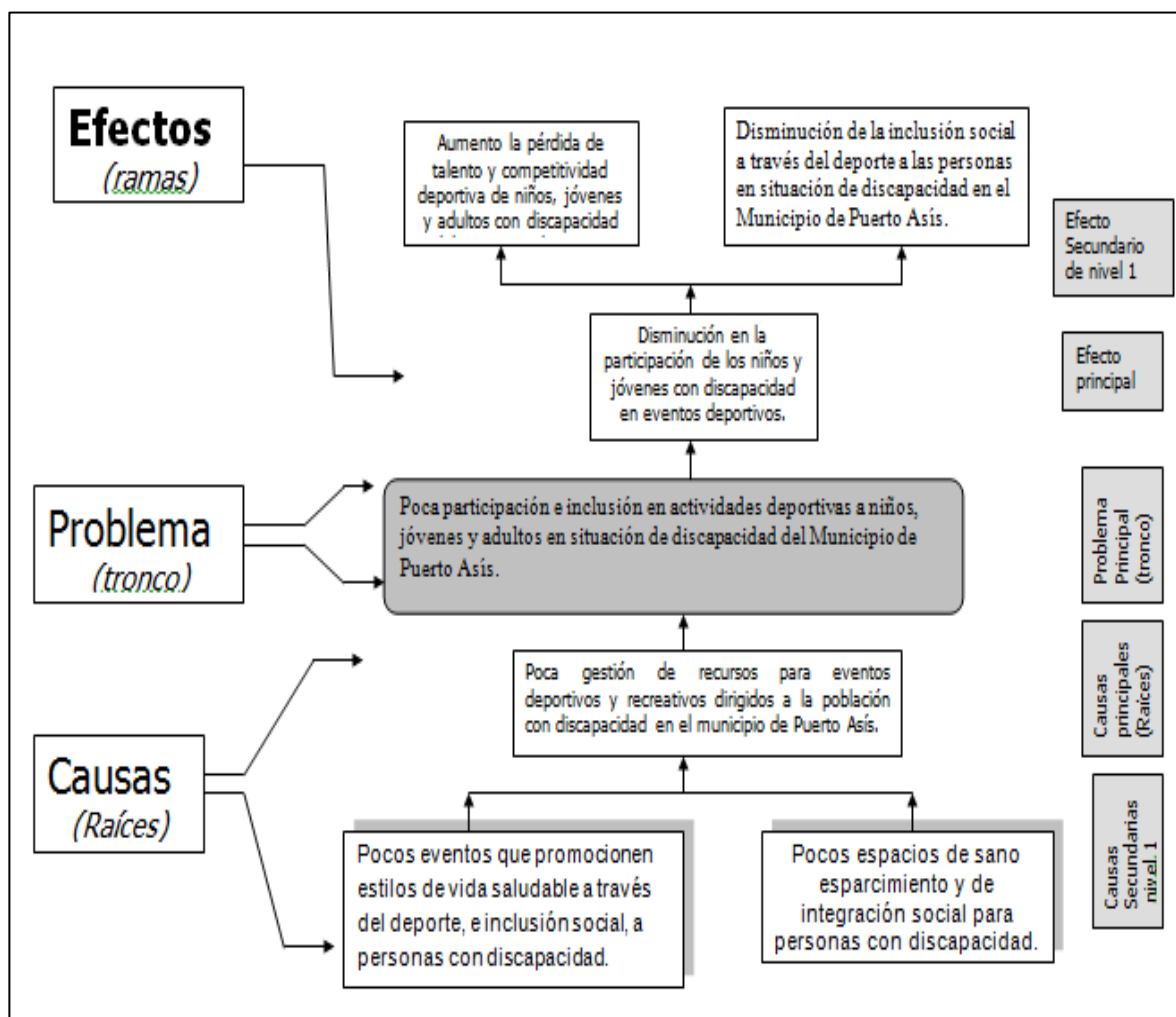 Efectos
(ramas)
Aumento la pérdida de
talento y competitividad
deportiva de niños, jóvenes
y adultos con discapacidad
Disminución de la inclusión social
a través del deporte a las personas
en situación de discapacidad en el
Municipio de Puerto Asís.
Efecto
Secundario
de nivel 1
Disminución en la
participación de los niños y
jóvenes con discapacidad
en eventos deportivos.
Efecto
principal
Problema
(tronco)
Poca participación e inclusión en actividades deportivas a niños,
jóvenes y adultos en situación de discapacidad del Municipio de
Puerto Asís.
Problema
Principal
(tronco)
Poca gestión de recursos para eventos
deportivos y recreativos dirigidos a la población
con discapacidad en el municipio de Puerto Asís.
Causas
principales
(Raíces)
Causas
(Raíces)
Pocos eventos que promocionen
estilos de vida saludable a través
del deporte, e inclusión social, a
personas con discapacidad.
Pocos espacios de sano
esparcimiento y de
integración social para
personas con discapacidad.
Causas
Secundarias
nivel. 1